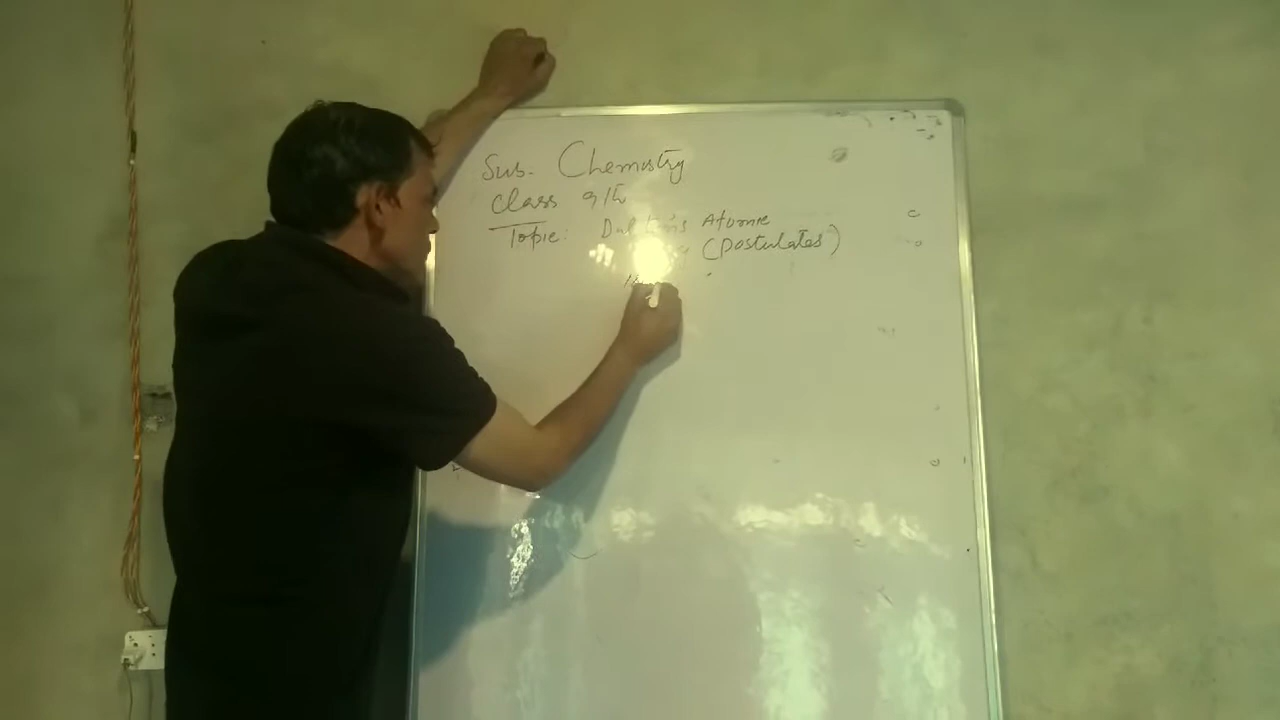 Sub. Chemistry
Class 9th
Topic: Dalton's Atomic
(postulates)